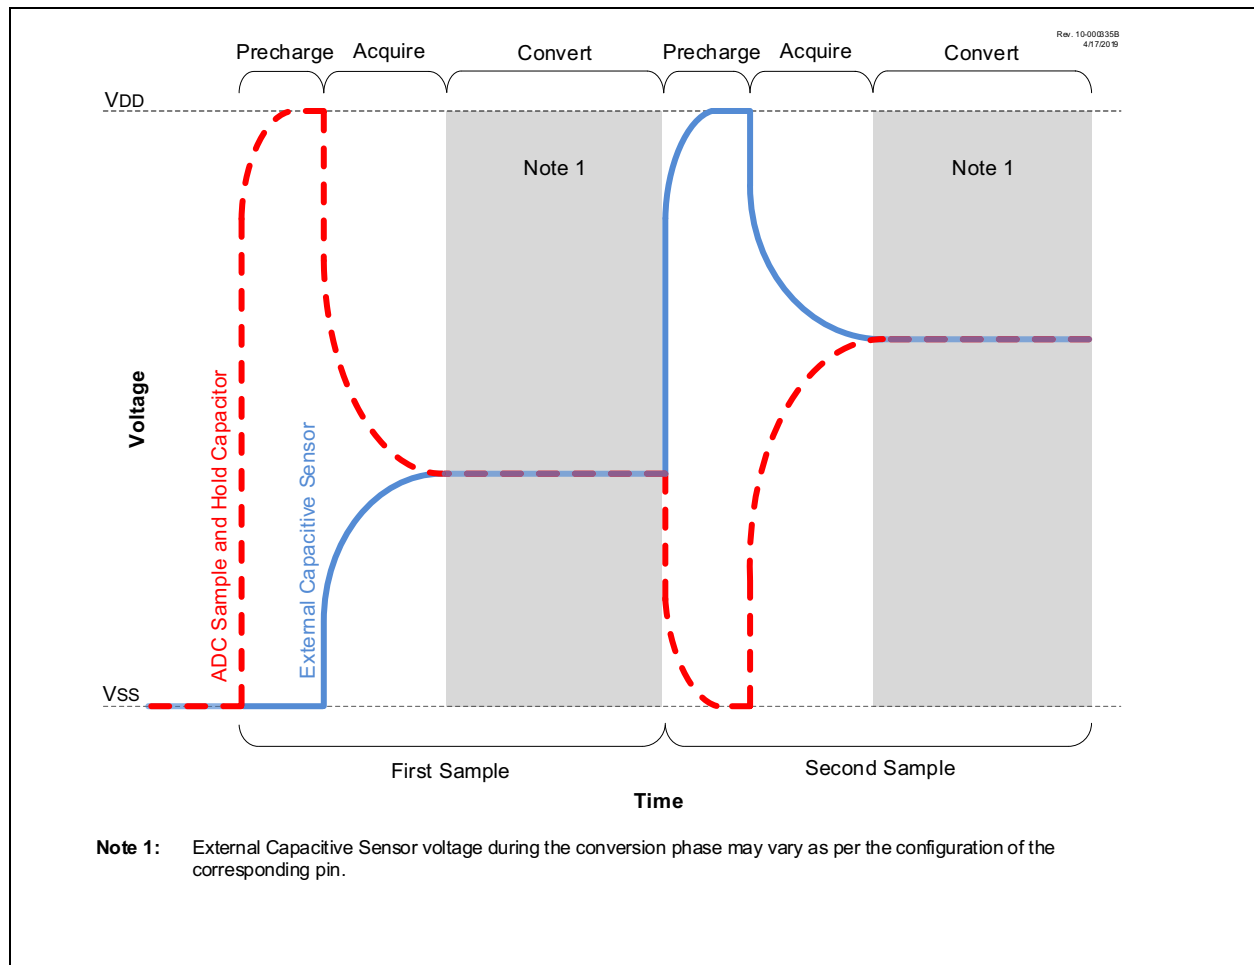 Rev. 10-000335B
4/17/2019
Precharge Acquire Convert Precharge Acquire Convert
VDD
Note 1 Note 1
Voltage
ADC Sample and Hold Capacitor
External Capacitive Sensor
VSS
First Sample Second Sample
Time
Note 1: External Capacitive Sensor voltage during the conversion phase may vary as per the configuration of the
corresponding pin.